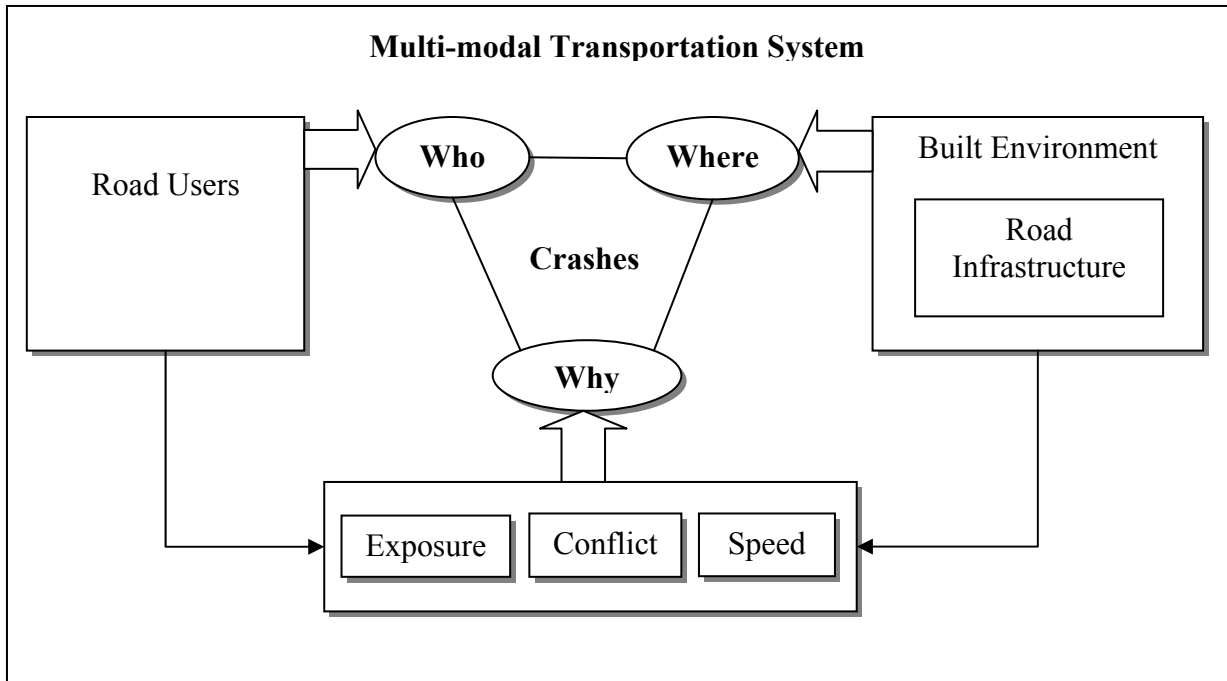 Multi-modal Transportation System
Who
Where
Road Users
Built Environment
Road
Infrastructure
Crashes
Why
Exposure
Conflict
Speed